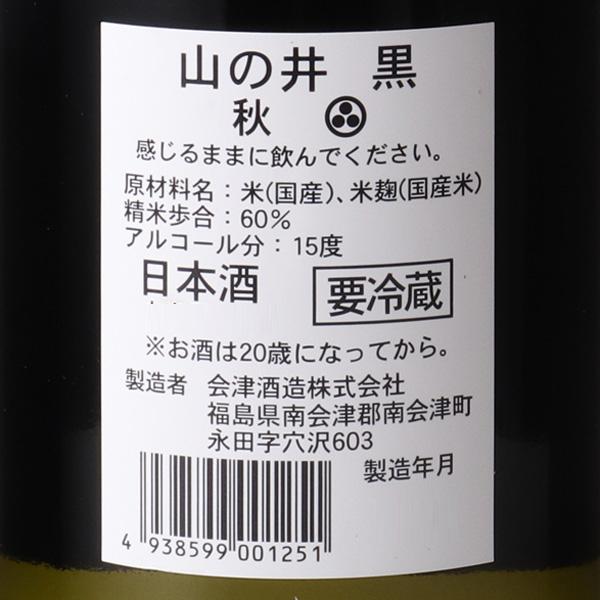 山の井 黒
秋
感じるままに飲んでください。
原材料名：米(国産)、米麹(国産米)
精米歩合：60％
アルコール分：15度
日本酒 要冷蔵
※お酒は20歳になってから。
製造者 会津酒造株式会社
福島県南会津郡南会津町
永田字穴沢603
製造年月
4 938599 001251